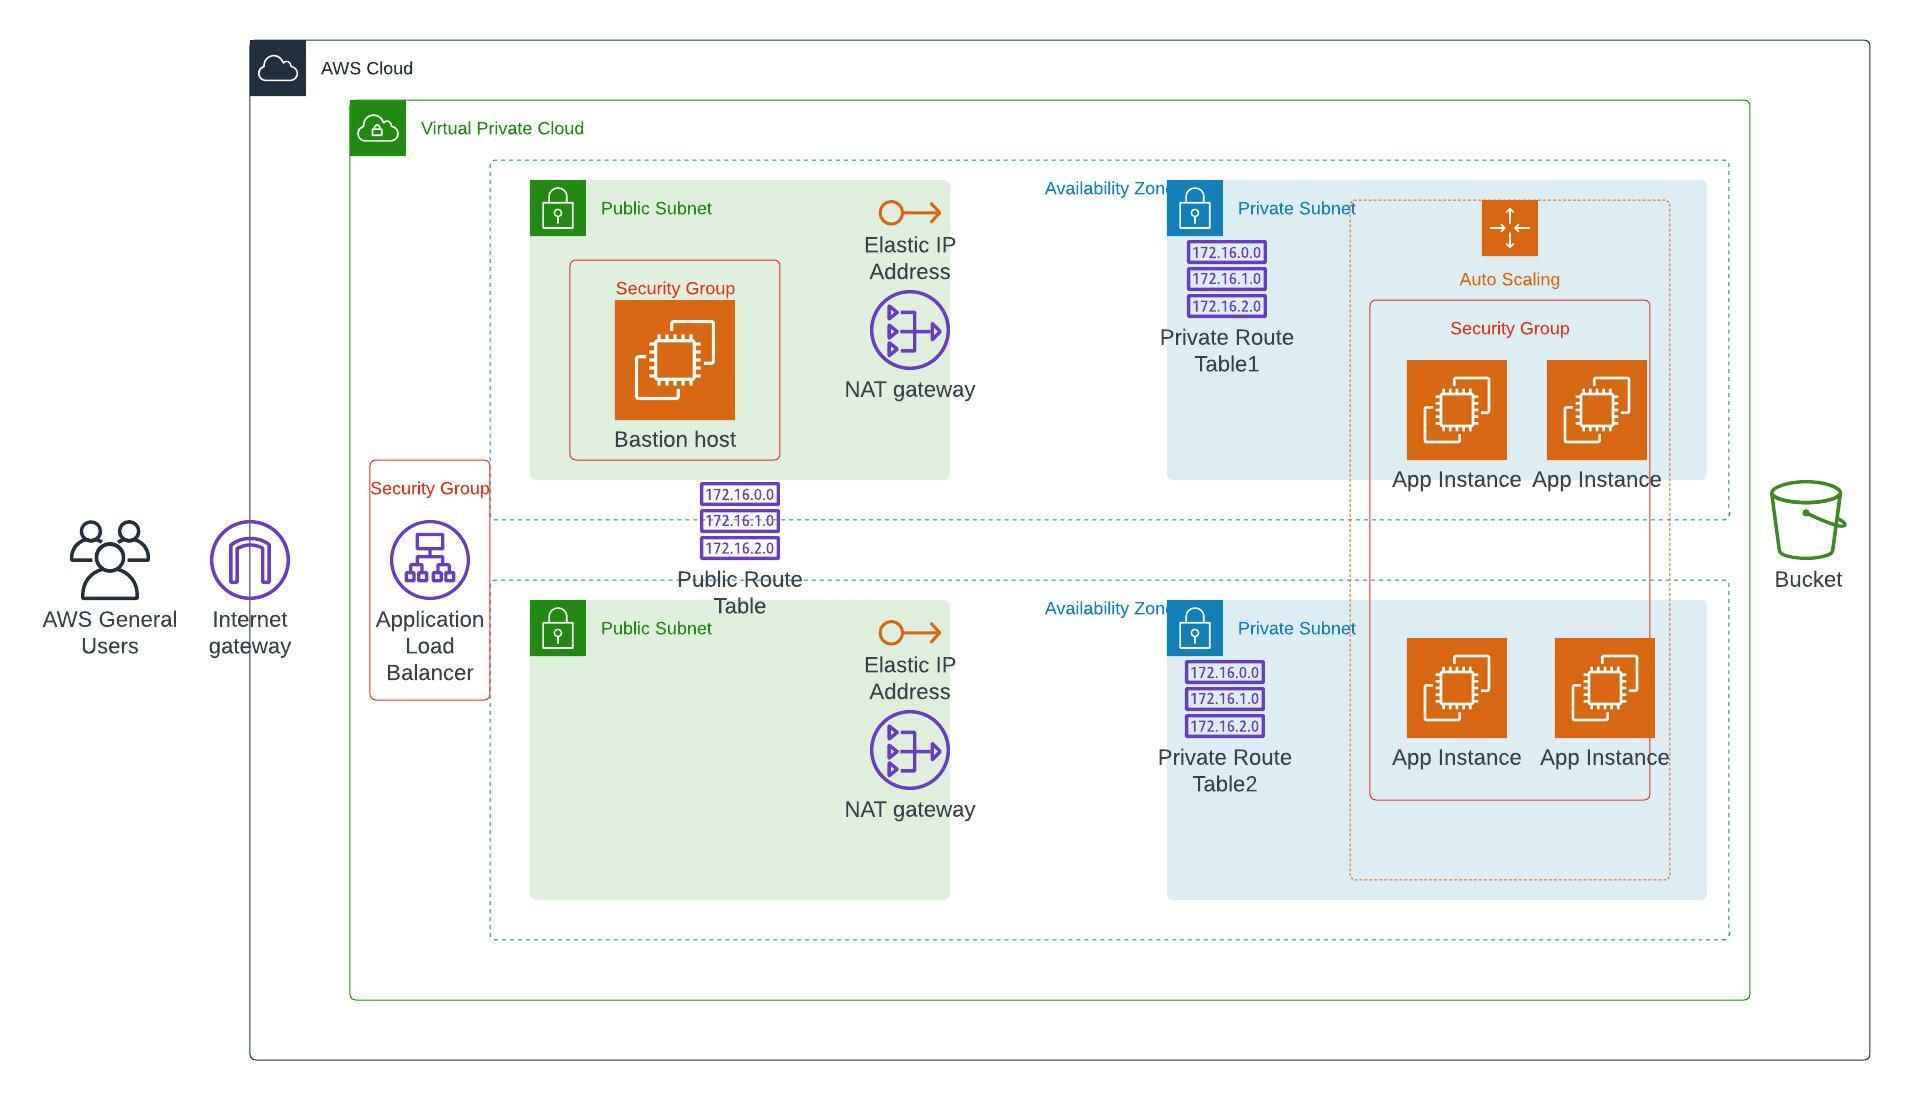 AWS Cloud
Virtual Private Cloud
Availability Zone
Public Subnet
Elastic IP
Address
Security Group
NAT gateway
Bastion host
Private Subnet
172.16.0.0
172.16.1.0
172.16.2.0
Private Route
Table1
Auto Scaling
Security Group
App Instance
App Instance
Security Group
172.16.0.0
172.16.1.0
172.16.2.0
Public Route
Table
AWS General
Users
Internet
gateway
Application
Load
Balancer
Bucket
Availability Zone
Public Subnet
Elastic IP
Address
NAT gateway
Private Subnet
172.16.0.0
172.16.1.0
172.16.2.0
Private Route
Table2
App Instance
App Instance